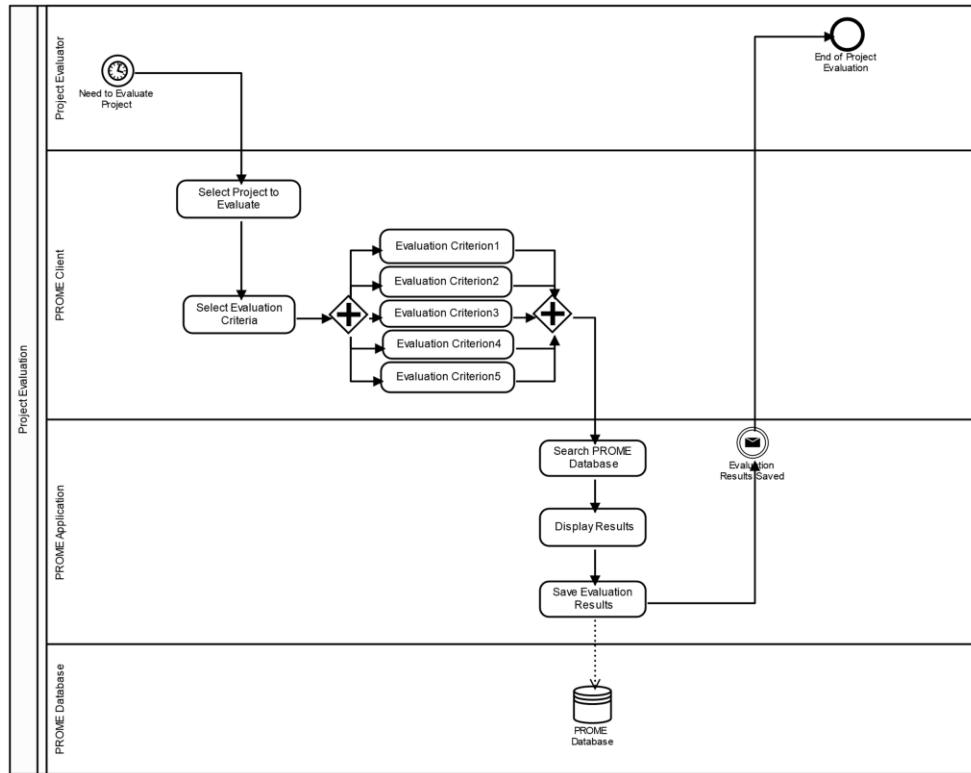 Project Evaluation
Project Evaluator
Need to Evaluate
Project
End of Project
Evaluation
PROME Client
Select Project to
Evaluate
Select Evaluation
Criteria
Evaluation Criterion1
Evaluation Criterion2
Evaluation Criterion3
Evaluation Criterion4
Evaluation Criterion5
PROME Application
Search PROME
Database
Display Results
Save Evaluation
Results
Evaluation
Results Saved
PROME Database
PROME
Database